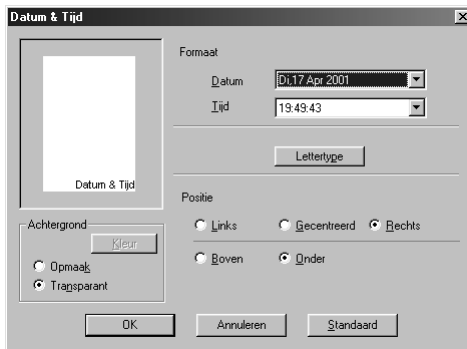 Datum & Tijd
Formaat
Datum
Di,17 Apr 2001
Tijd
19:49:43
Lettertype
Datum & Tijd
Positie
Achtergrond
Links
Gecentreerd
Rechts
Kleur
Opmaak
Boven
Onder
Transparant
OK
Annuleren
Standaard